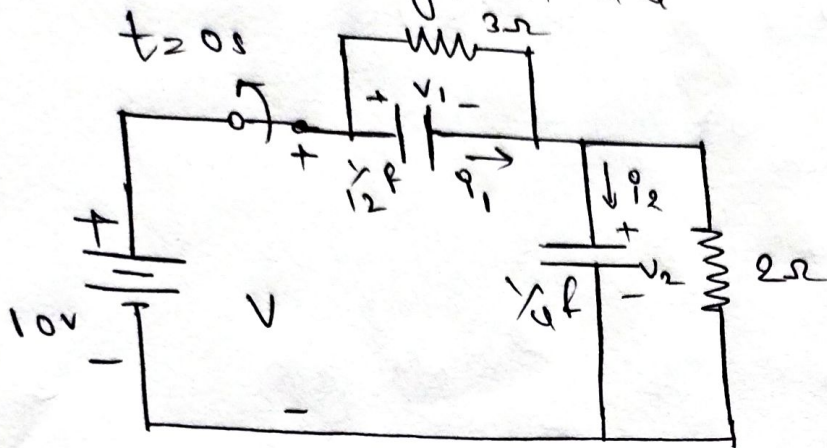 t=0s
3Ω
+ V1 −
+
1/12 f
i1
i2
+
V2
−
1/4 f
2Ω
+
10V
−
V
−